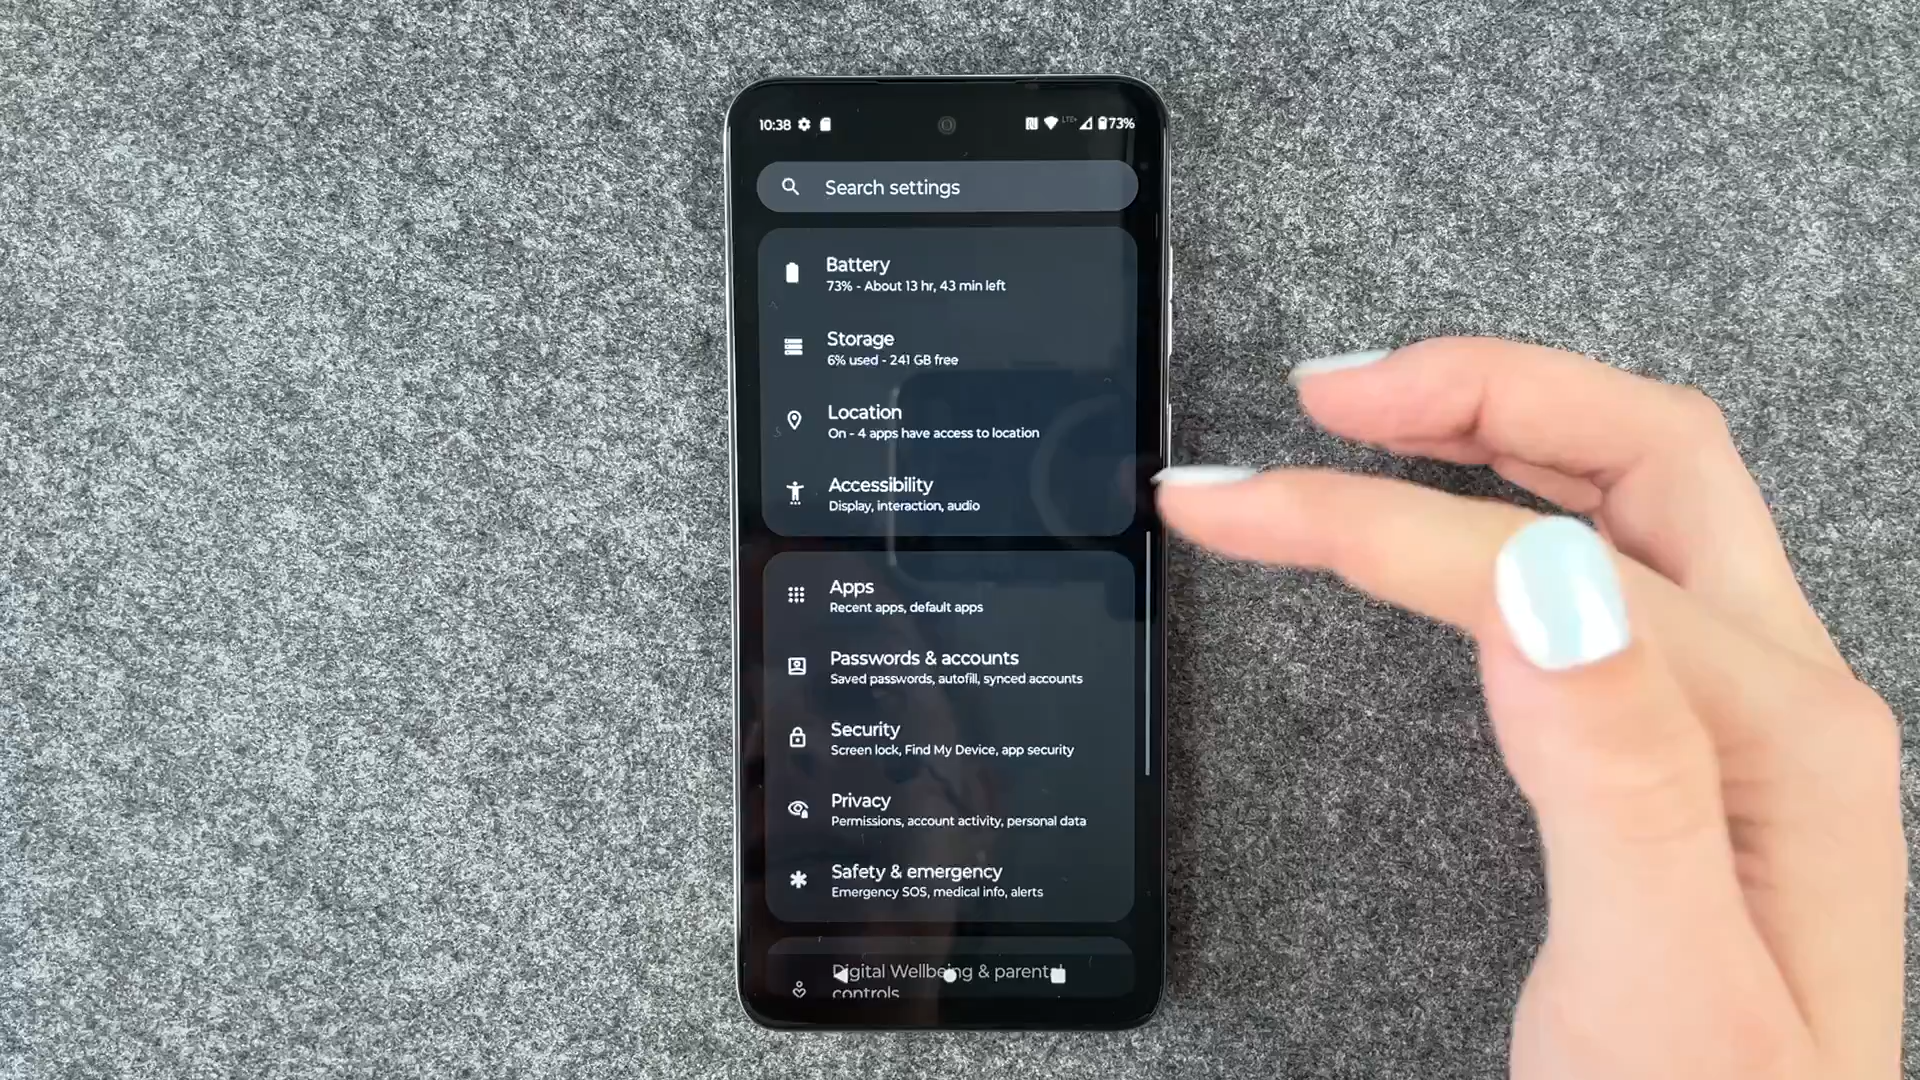 10:38
LTE+
73%
Search settings
Battery
73% - About 13 hr, 43 min left
Storage
6% used - 241 GB free
Location
On - 4 apps have access to location
Accessibility
Display, interaction, audio
Apps
Recent apps, default apps
Passwords & accounts
Saved passwords, autofill, synced accounts
Security
Screen lock, Find My Device, app security
Privacy
Permissions, account activity, personal data
Safety & emergency
Emergency SOS, medical info, alerts
Digital Wellbeing & parental
controls